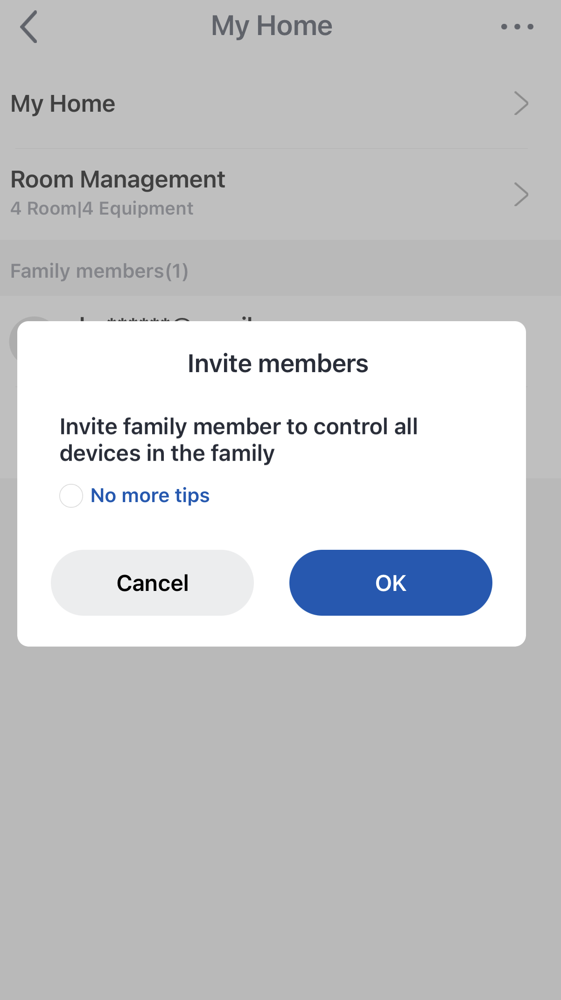 My Home
My Home
Room Management
4 Room|4 Equipment
Family members(1)
Invite members
Invite family member to control all
devices in the family
No more tips
Cancel
OK